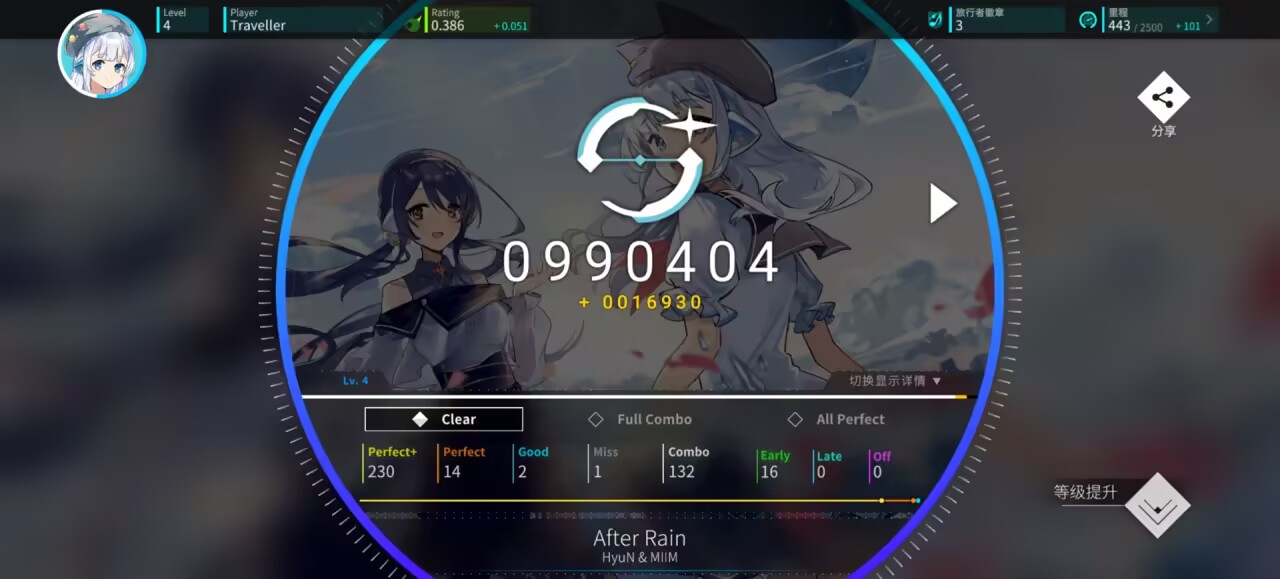 Level
4
Player
Traveller
Rating
0.386 + 0.051
旅行者徽章
3
里程
443 / 2500 + 101
分享
0990404
+ 0016930
Lv. 4
切换显示详情 ▼
Clear
Full Combo
All Perfect
Perfect+ Perfect Good Miss Combo Early Late Off
230 14 2 1 132 16 0 0
等级提升
After Rain
HyuN & MIIM